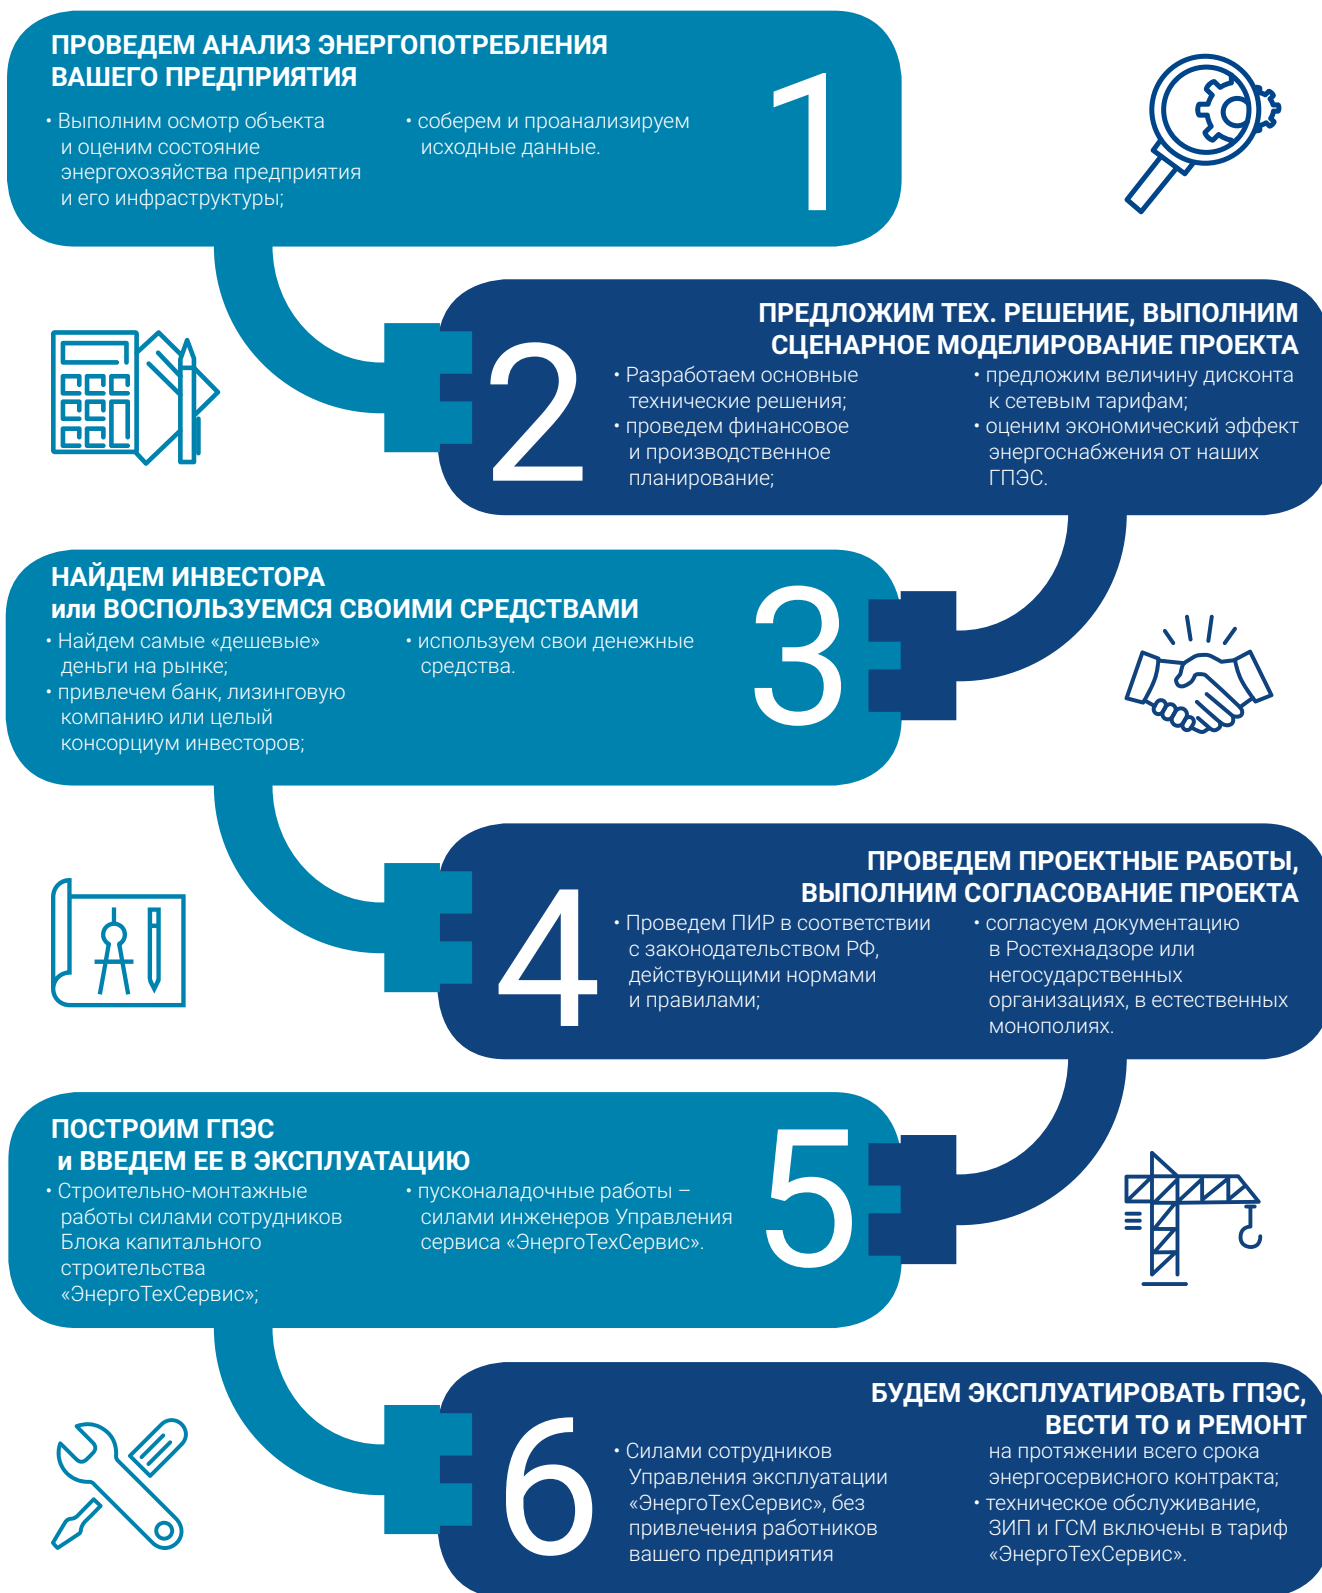 ПРОВЕДЕМ АНАЛИЗ ЭНЕРГОПОТРЕБЛЕНИЯ
ВАШЕГО ПРЕДПРИЯТИЯ
• Выполним осмотр объекта
и оценим состояние
энергохозяйства предприятия
и его инфраструктуры;
• соберем и проанализируем
исходные данные.
1
2
ПРЕДЛОЖИМ ТЕХ. РЕШЕНИЕ, ВЫПОЛНИМ
СЦЕНАРНОЕ МОДЕЛИРОВАНИЕ ПРОЕКТА
• Разработаем основные
технические решения;
• проведем финансовое
и производственное
планирование;
• предложим величину дисконта
к сетевым тарифам;
• оценим экономический эффект
энергоснабжения от наших
ГПЭС.
НАЙДЕМ ИНВЕСТОРА
или ВОСПОЛЬЗУЕМСЯ СВОИМИ СРЕДСТВАМИ
• Найдем самые «дешевые»
деньги на рынке;
• привлечем банк, лизинговую
компанию или целый
консорциум инвесторов;
• используем свои денежные
средства.
3
4
ПРОВЕДЕМ ПРОЕКТНЫЕ РАБОТЫ,
ВЫПОЛНИМ СОГЛАСОВАНИЕ ПРОЕКТА
• Проведем ПИР в соответствии
с законодательством РФ,
действующими нормами
и правилами;
• согласуем документацию
в Ростехнадзоре или
негосударственных
организациях, в естественных
монополиях.
ПОСТРОИМ ГПЭС
и ВВЕДЕМ ЕЕ В ЭКСПЛУАТАЦИЮ
• Строительно-монтажные
работы силами сотрудников
Блока капитального
строительства
«ЭнергоТехСервис»;
• пусконаладочные работы –
силами инженеров Управления
сервиса «ЭнергоТехСервис».
5
6
БУДЕМ ЭКСПЛУАТИРОВАТЬ ГПЭС,
ВЕСТИ ТО и РЕМОНТ
• Силами сотрудников
Управления эксплуатации
«ЭнергоТехСервис», без
привлечения работников
вашего предприятия
на протяжении всего срока
энергосервисного контракта;
• техническое обслуживание,
ЗИП и ГСМ включены в тариф
«ЭнергоТехСервис».